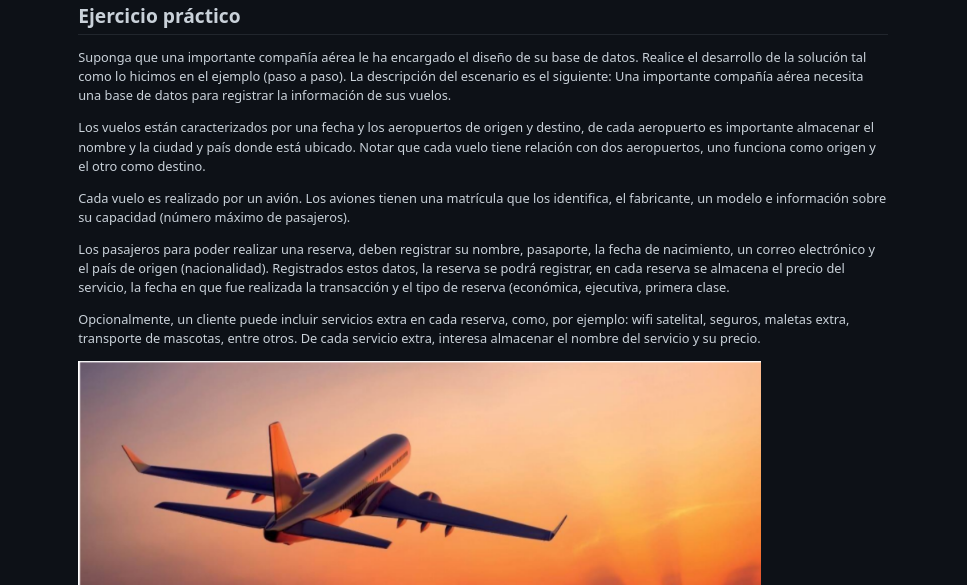 Ejercicio práctico
Suponga que una importante compañía aérea le ha encargado el diseño de su base de datos. Realice el desarrollo de la solución tal
como lo hicimos en el ejemplo (paso a paso). La descripción del escenario es el siguiente: Una importante compañía aérea necesita
una base de datos para registrar la información de sus vuelos.
Los vuelos están caracterizados por una fecha y los aeropuertos de origen y destino, de cada aeropuerto es importante almacenar el
nombre y la ciudad y país donde está ubicado. Notar que cada vuelo tiene relación con dos aeropuertos, uno funciona como origen y
el otro como destino.
Cada vuelo es realizado por un avión. Los aviones tienen una matrícula que los identifica, el fabricante, un modelo e información sobre
su capacidad (número máximo de pasajeros).
Los pasajeros para poder realizar una reserva, deben registrar su nombre, pasaporte, la fecha de nacimiento, un correo electrónico y
el país de origen (nacionalidad). Registrados estos datos, la reserva se podrá registrar, en cada reserva se almacena el precio del
servicio, la fecha en que fue realizada la transacción y el tipo de reserva (económica, ejecutiva, primera clase.
Opcionalmente, un cliente puede incluir servicios extra en cada reserva, como, por ejemplo: wifi satelital, seguros, maletas extra,
transporte de mascotas, entre otros. De cada servicio extra, interesa almacenar el nombre del servicio y su precio.